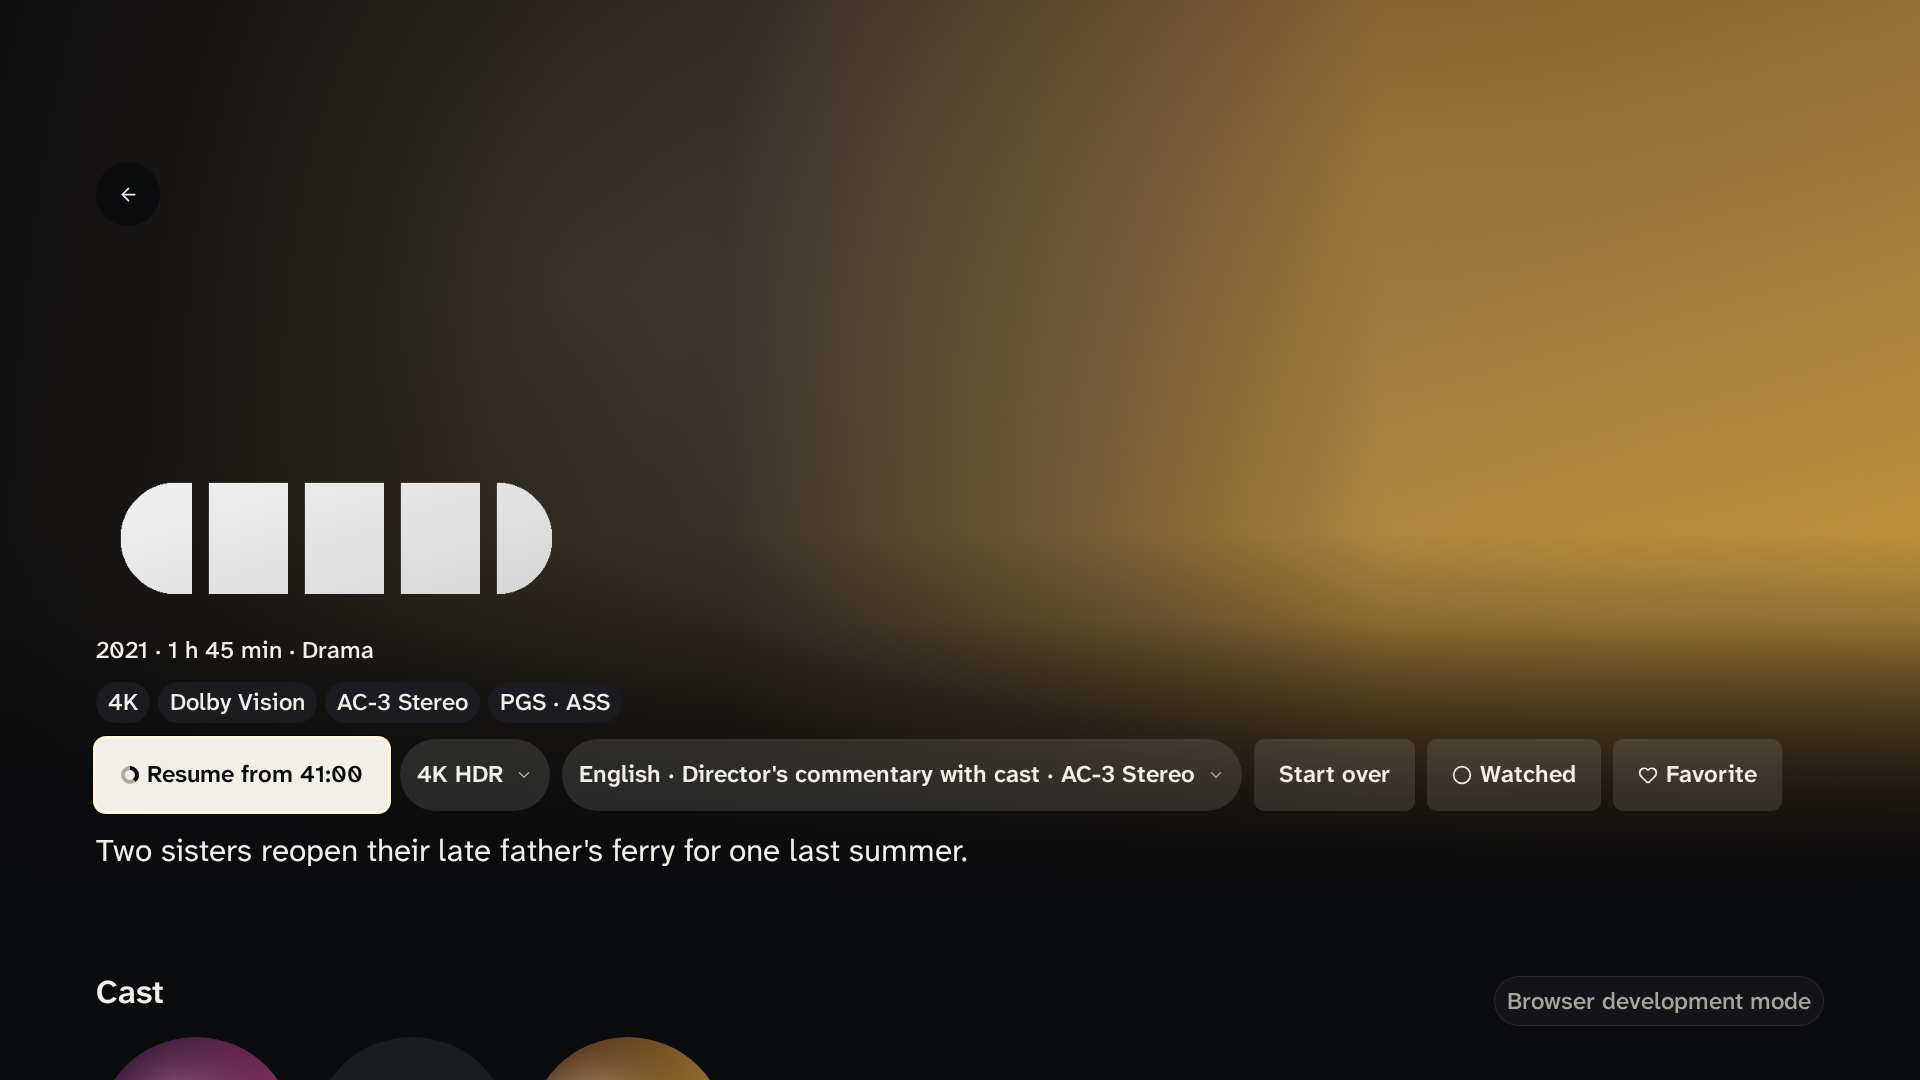 2021 · 1 h 45 min · Drama
4K Dolby Vision AC-3 Stereo PGS · ASS
Resume from 41:00 4K HDR English · Director's commentary with cast · AC-3 Stereo Start over Watched Favorite
Two sisters reopen their late father's ferry for one last summer.
Cast
Browser development mode